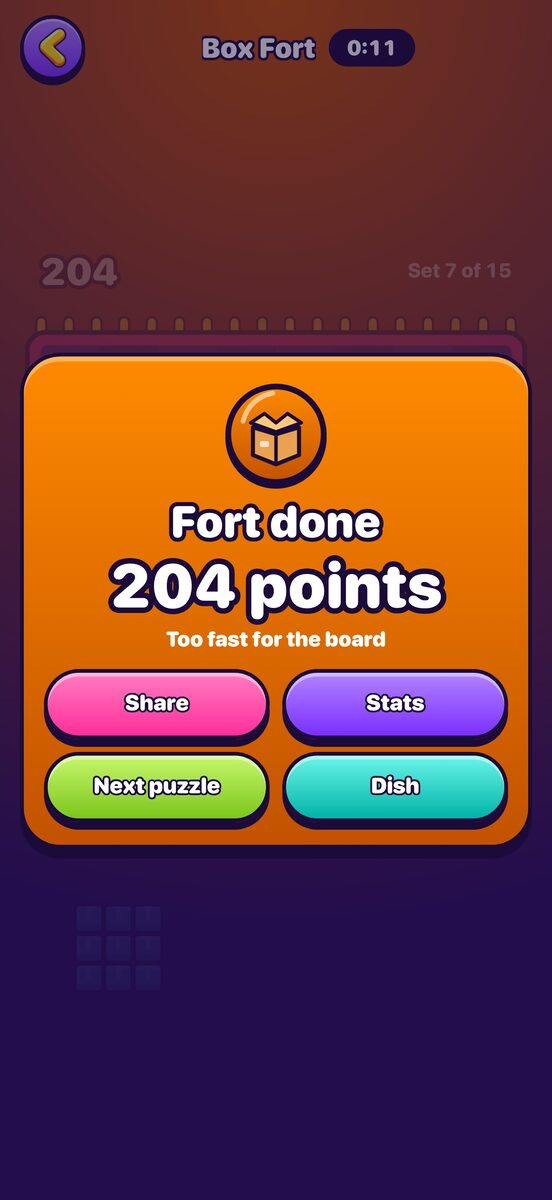 Box Fort 0:11
204 Set 7 of 15
Fort done
204 points
Too fast for the board
Share Stats
Next puzzle Dish